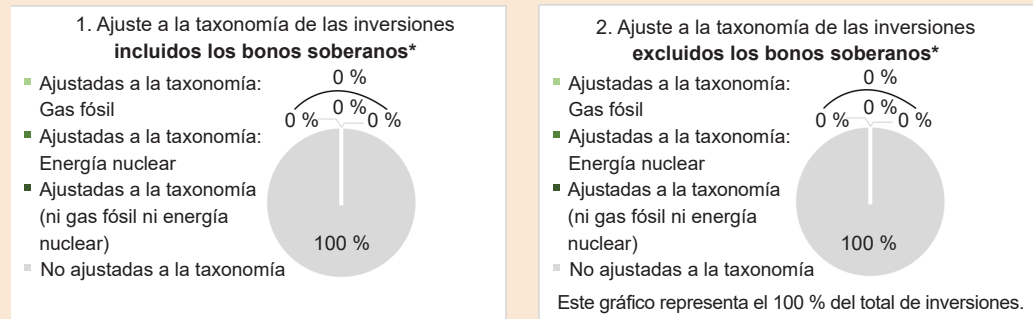 1. Ajuste a la taxonomía de las inversiones
incluidos los bonos soberanos*
Ajustadas a la taxonomía:
Gas fósil
Ajustadas a la taxonomía:
Energía nuclear
Ajustadas a la taxonomía
(ni gas fósil ni energía
nuclear)
No ajustadas a la taxonomía
0 %
0 %
0 %
0 %
100 %
2. Ajuste a la taxonomía de las inversiones
excluidos los bonos soberanos*
Ajustadas a la taxonomía:
Gas fósil
Ajustadas a la taxonomía:
Energía nuclear
Ajustadas a la taxonomía
(ni gas fósil ni energía
nuclear)
No ajustadas a la taxonomía
0 %
0 %
0 %
0 %
100 %
Este gráfico representa el 100 % del total de inversiones.